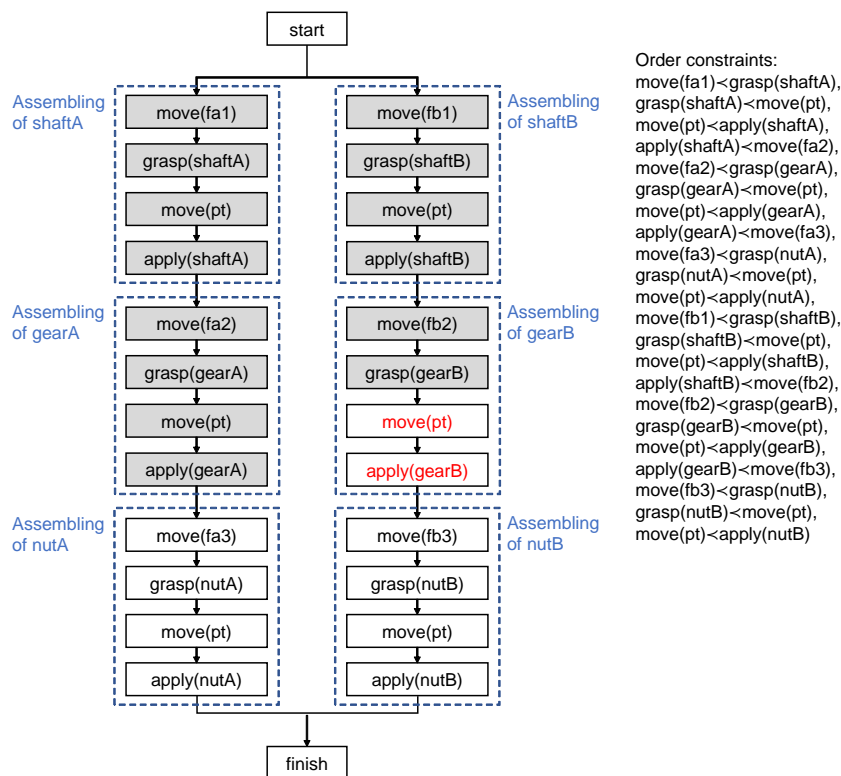 start
Assembling
of shaftA
move(fa1)
grasp(shaftA)
move(pt)
apply(shaftA)
Assembling
of gearA
move(fa2)
grasp(gearA)
move(pt)
apply(gearA)
Assembling
of nutA
move(fa3)
grasp(nutA)
move(pt)
apply(nutA)
Assembling
of shaftB
move(fb1)
grasp(shaftB)
move(pt)
apply(shaftB)
Assembling
of gearB
move(fb2)
grasp(gearB)
move(pt)
apply(gearB)
Assembling
of nutB
move(fb3)
grasp(nutB)
move(pt)
apply(nutB)
finish
Order constraints:
move(fa1)≺grasp(shaftA),
grasp(shaftA)≺move(pt),
move(pt)≺apply(shaftA),
apply(shaftA)≺move(fa2),
move(fa2)≺grasp(gearA),
grasp(gearA)≺move(pt),
move(pt)≺apply(gearA),
apply(gearA)≺move(fa3),
move(fa3)≺grasp(nutA),
grasp(nutA)≺move(pt),
move(pt)≺apply(nutA),
move(fb1)≺grasp(shaftB),
grasp(shaftB)≺move(pt),
move(pt)≺apply(shaftB),
apply(shaftB)≺move(fb2),
move(fb2)≺grasp(gearB),
grasp(gearB)≺move(pt),
move(pt)≺apply(gearB),
apply(gearB)≺move(fb3),
move(fb3)≺grasp(nutB),
grasp(nutB)≺move(pt),
move(pt)≺apply(nutB)